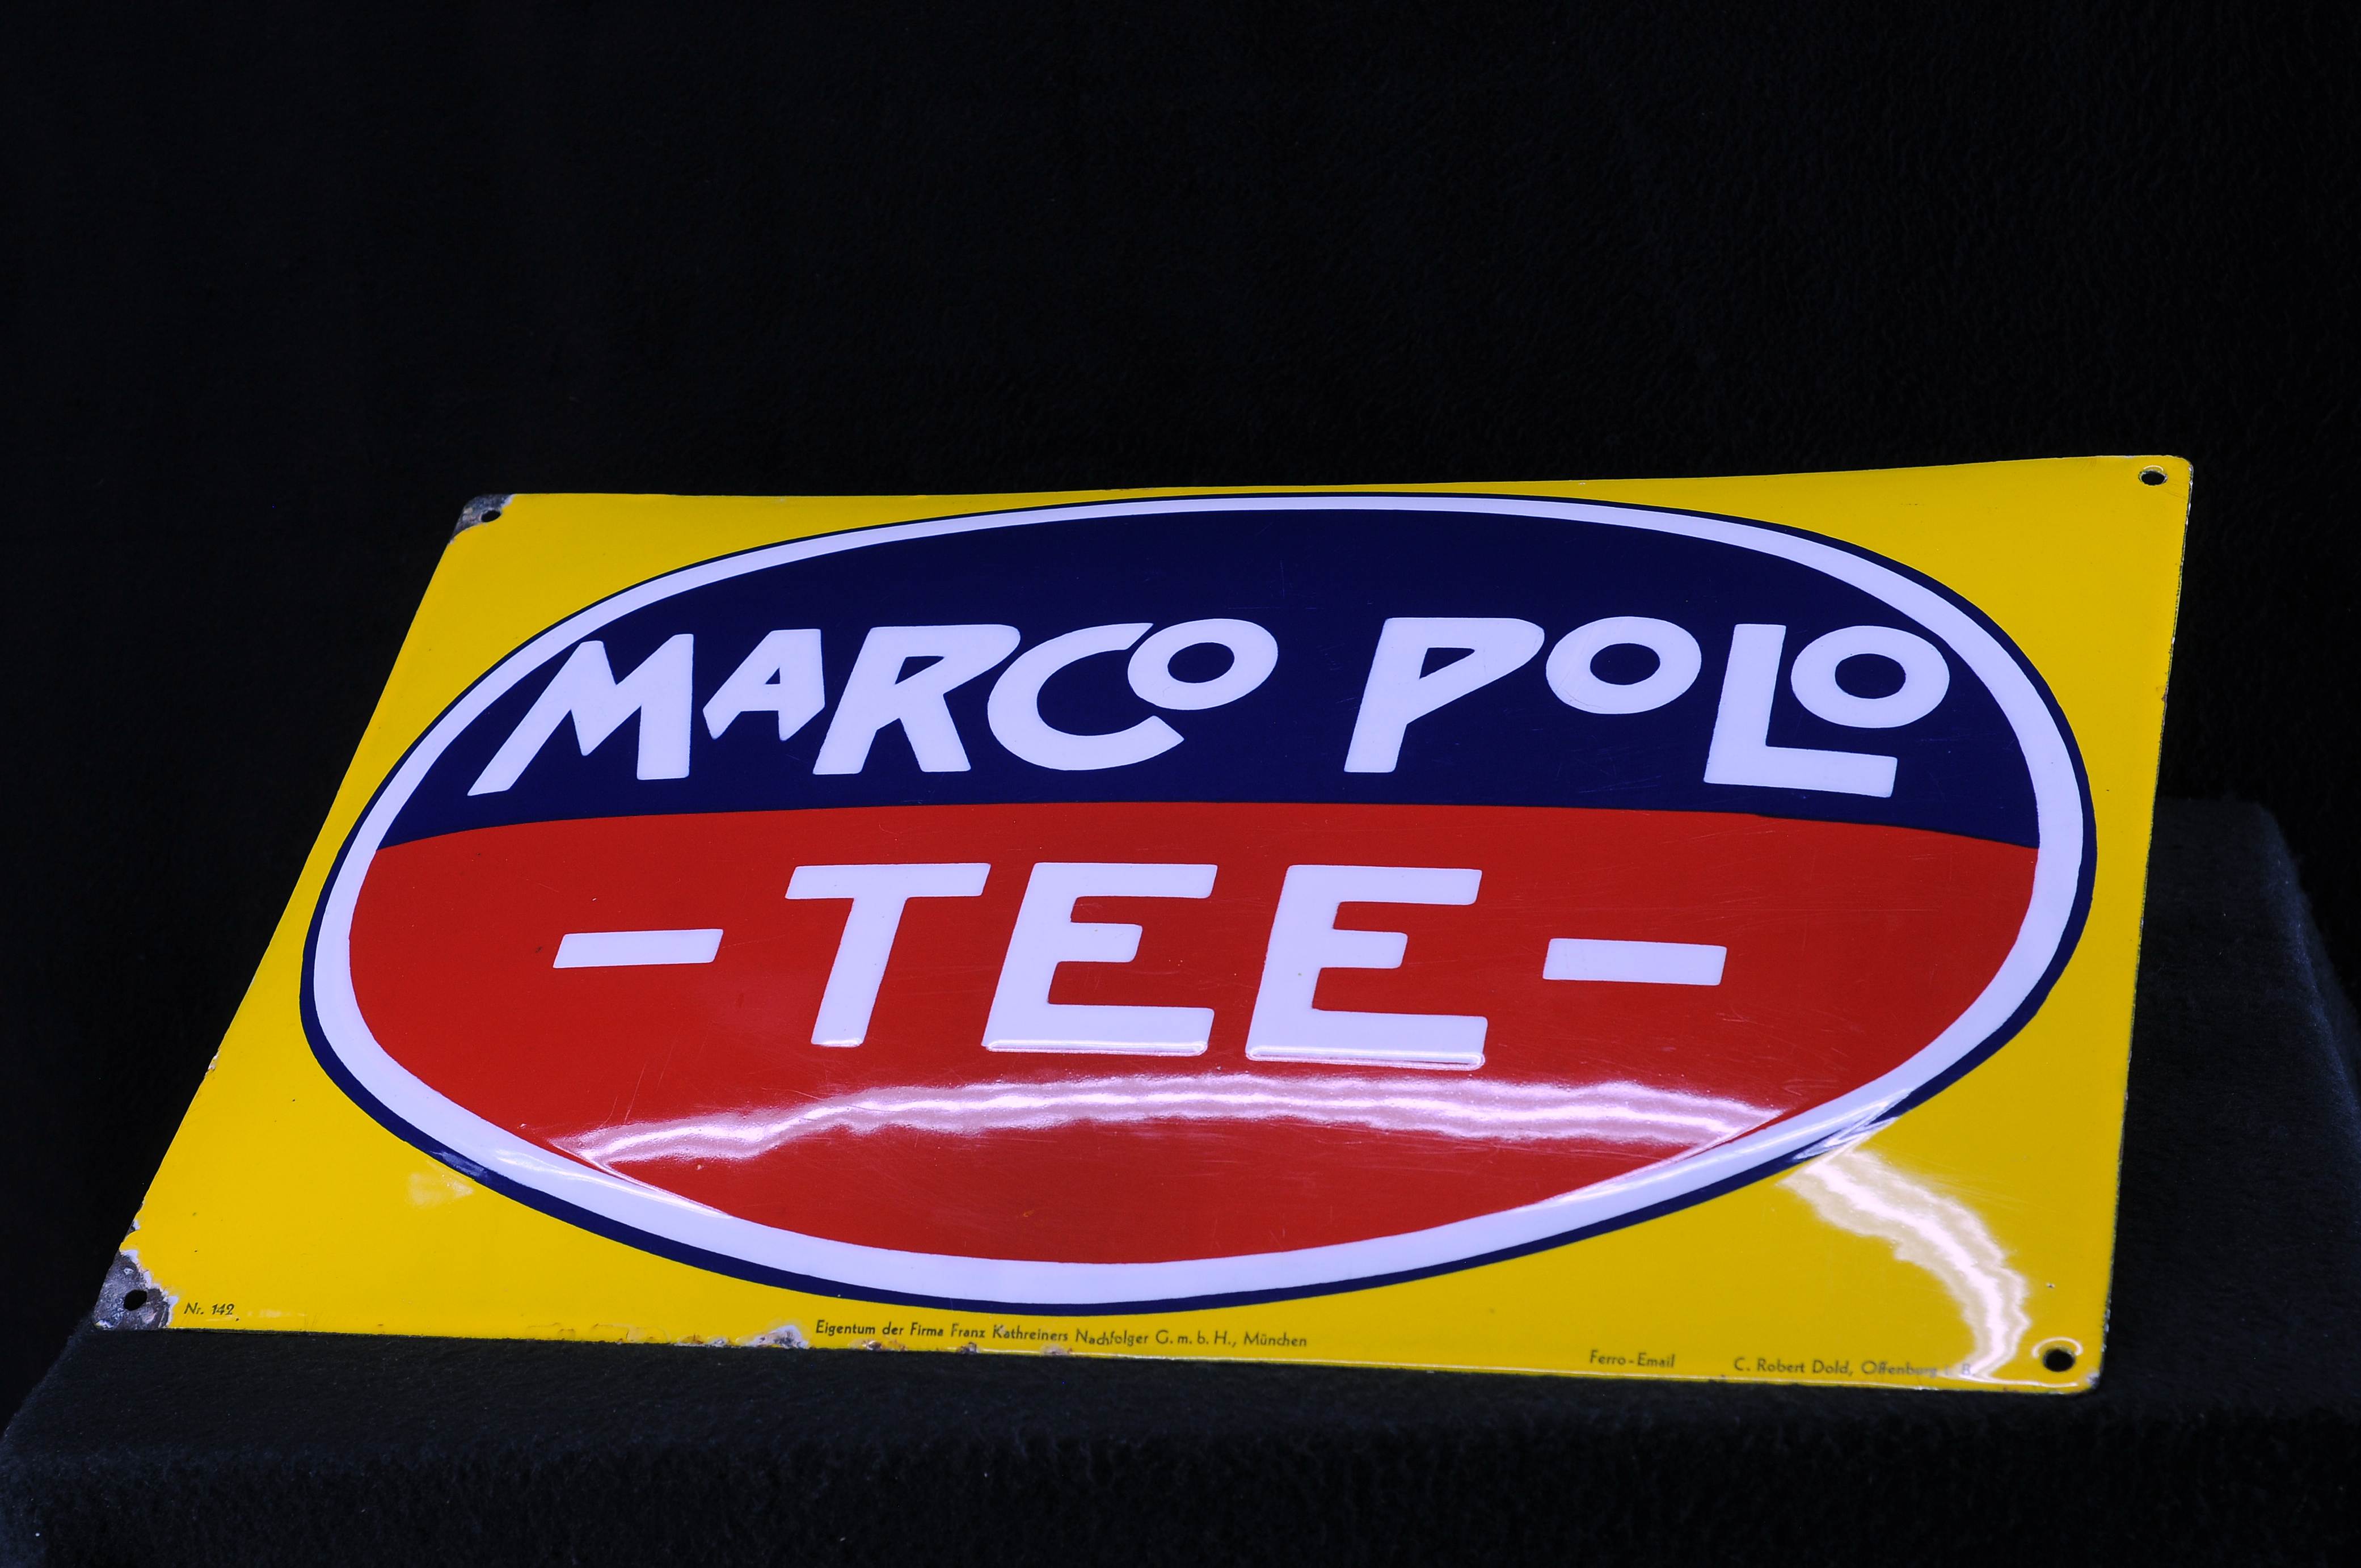 MARCO POLO
- TEE -
Nr. 142
Eigentum der Firma Franz Kathreiners Nachfolger G.m.b.H., München
Ferro-Email C. Robert Dold, Offenburg i. B.